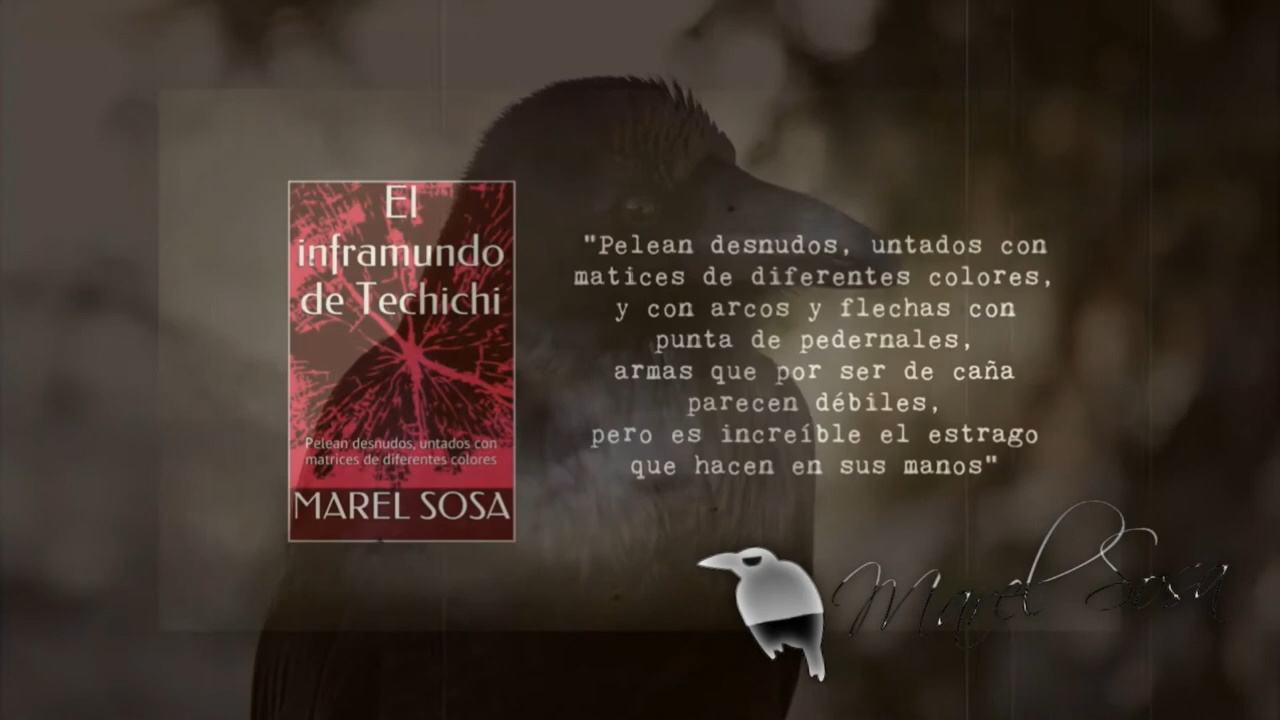 El
inframundo
de Techichi
Pelean desnudos, untados con
matrices de diferentes colores
MAREL SOSA
"Pelean desnudos, untados con
matices de diferentes colores,
y con arcos y flechas con
punta de pedernales,
armas que por ser de caña
parecen débiles,
pero es increíble el estrago
que hacen en sus manos"
Marel Sosa